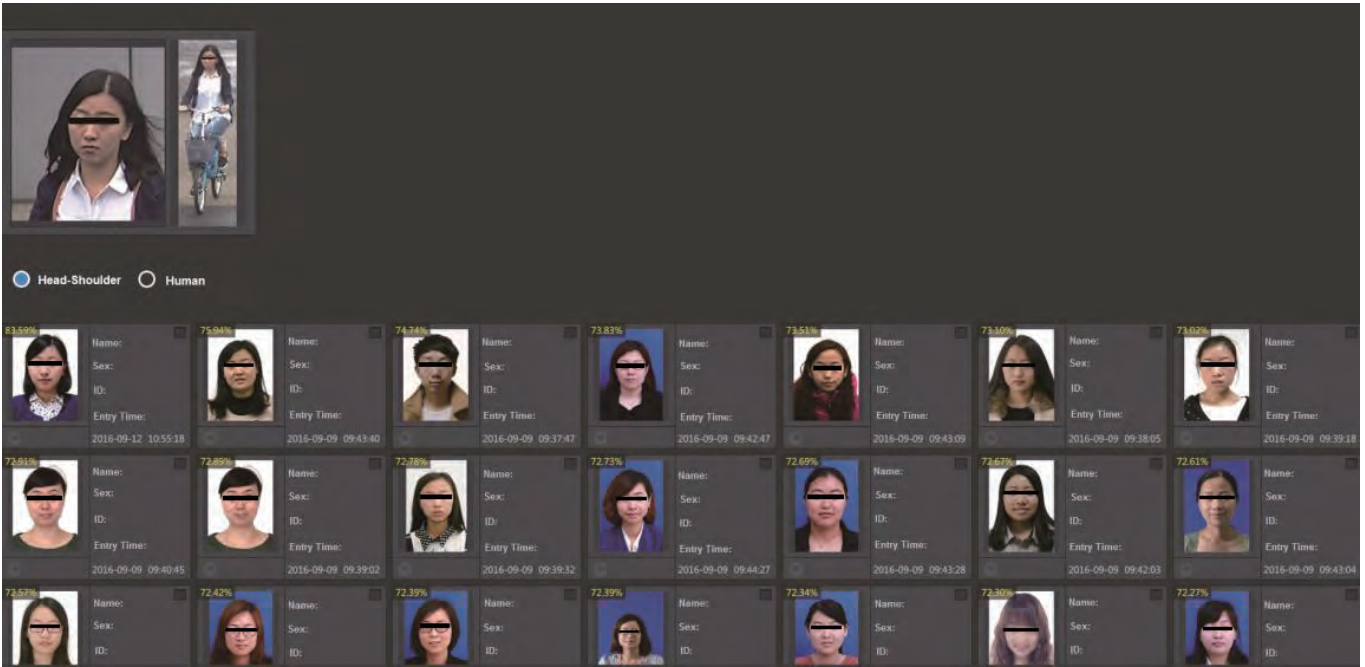 Head-Shoulder Human
83.59% 75.94% 74.74% 73.83% 73.51% 73.10% 73.02%
Name: Name: Name: Name: Name: Name: Name:
Sex: Sex: Sex: Sex: Sex: Sex: Sex:
ID: ID: ID: ID: ID: ID: ID:
Entry Time: Entry Time: Entry Time: Entry Time: Entry Time: Entry Time: Entry Time:
2016-09-12 10:55:18 2016-09-09 09:43:40 2016-09-09 09:37:47 2016-09-09 09:42:47 2016-09-09 09:43:09 2016-09-09 09:38:05 2016-09-09 09:39:18
72.91% 72.89% 72.78% 72.73% 72.69% 72.67% 72.61%
Name: Name: Name: Name: Name: Name: Name:
Sex: Sex: Sex: Sex: Sex: Sex: Sex:
ID: ID: ID: ID: ID: ID: ID:
Entry Time: Entry Time: Entry Time: Entry Time: Entry Time: Entry Time: Entry Time:
2016-09-09 09:40:45 2016-09-09 09:39:02 2016-09-09 09:39:32 2016-09-09 09:44:27 2016-09-09 09:43:28 2016-09-09 09:42:03 2016-09-09 09:43:04
72.57% 72.42% 72.39% 72.39% 72.34% 72.30% 72.27%
Name: Name: Name: Name: Name: Name: Name:
Sex: Sex: Sex: Sex: Sex: Sex: Sex:
ID: ID: ID: ID: ID: ID: ID: